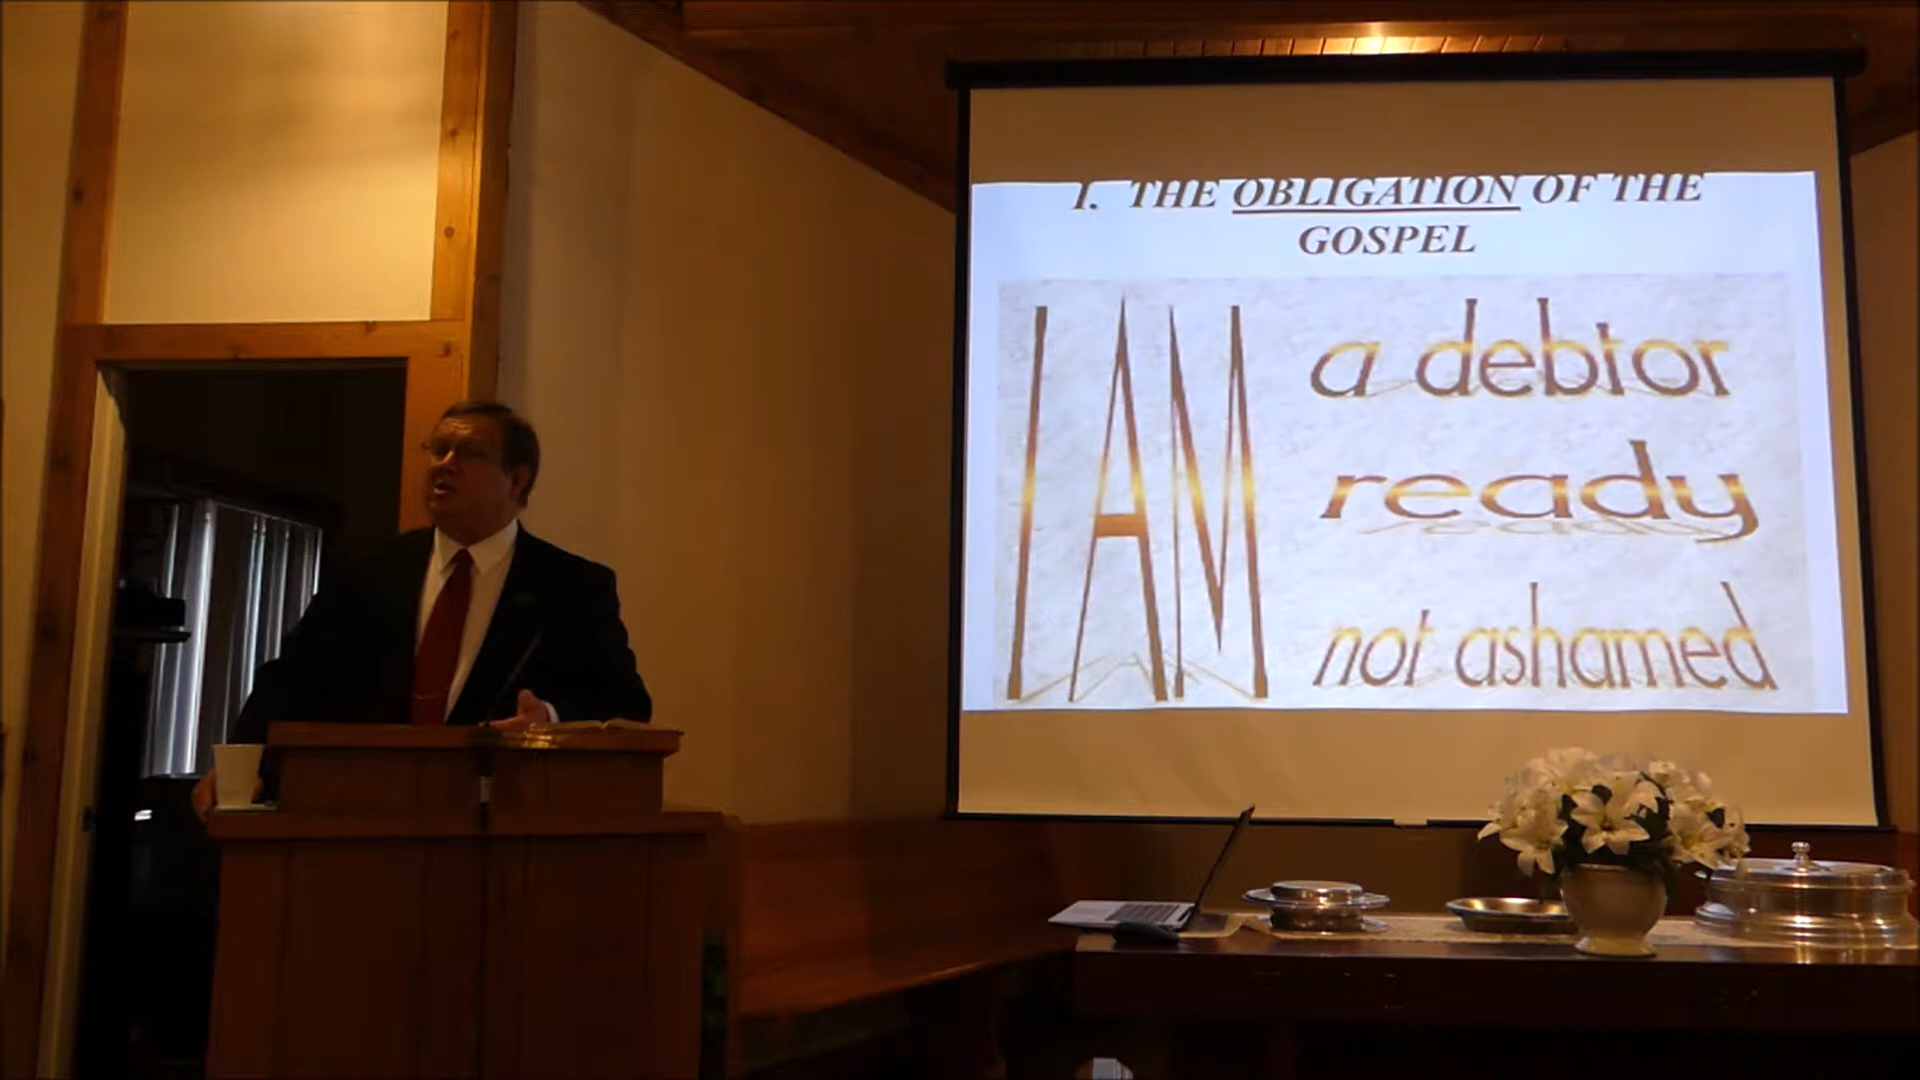 I. THE OBLIGATION OF THE
GOSPEL
I AM
a debtor
ready
not ashamed